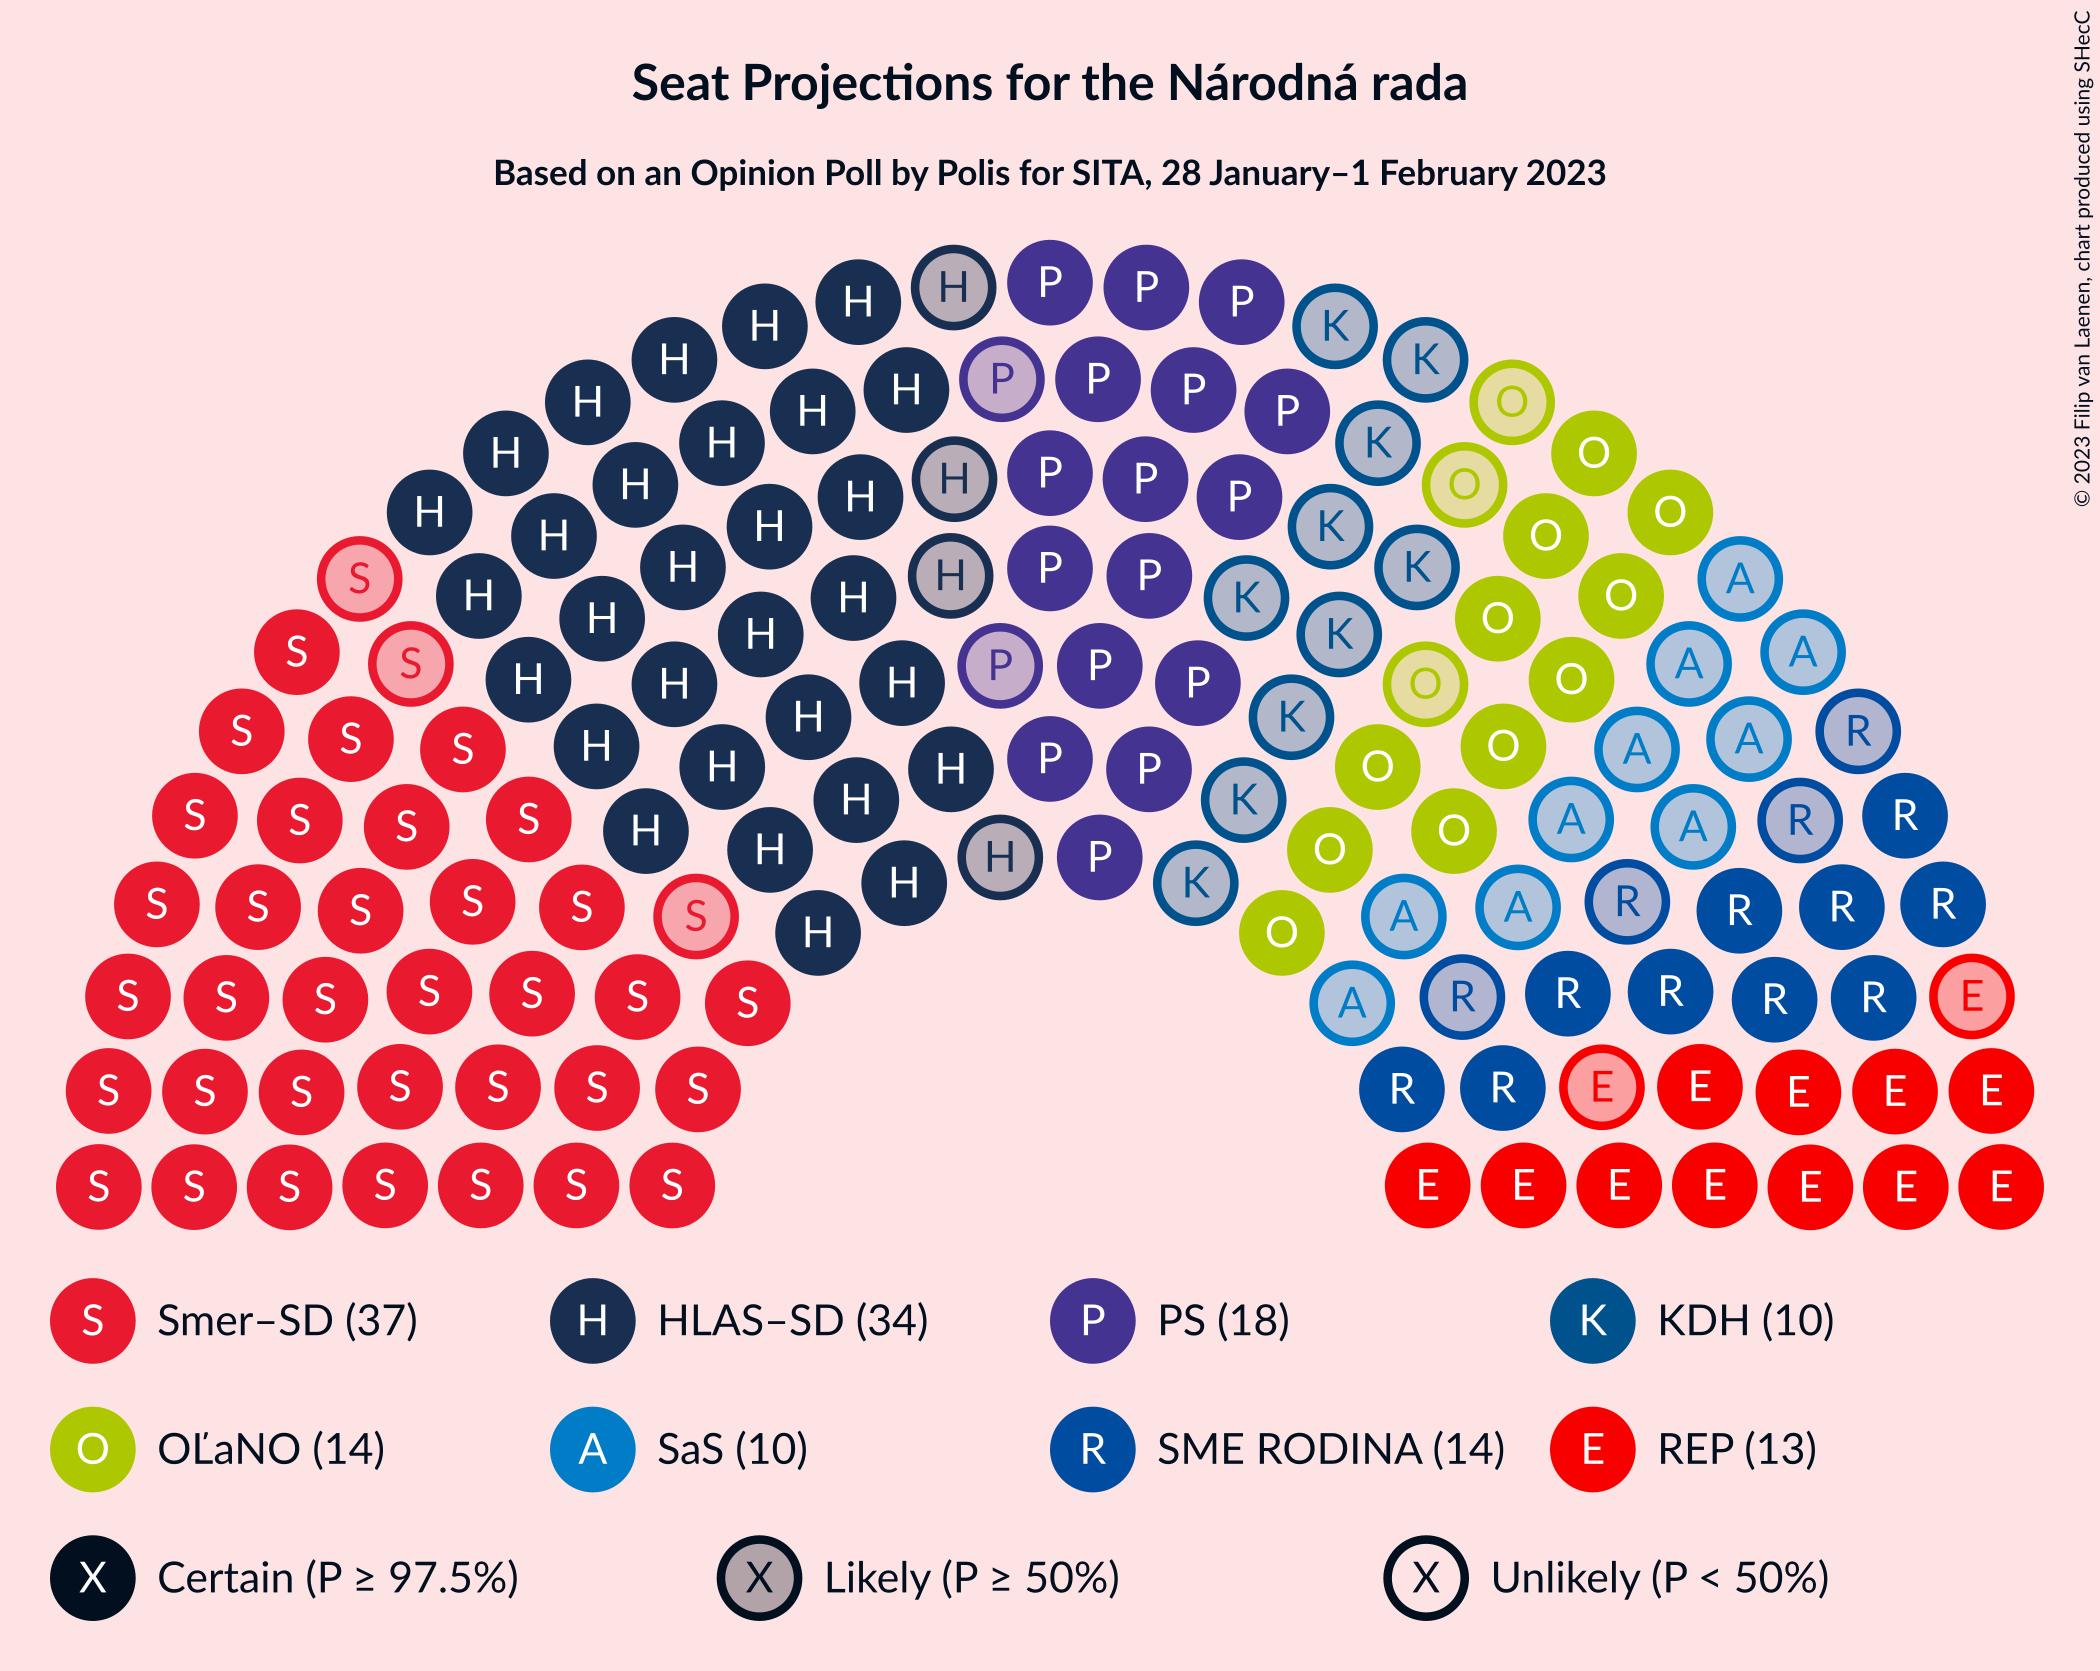 Seat Projections for the Národná rada
Based on an Opinion Poll by Polis for SITA, 28 January–1 February 2023
© 2023 Filip van Laenen, chart produced using SHecC
H H P P P K
H H K
H H P P P P O
H H K O
H H H P P P O O
S H H K O
H H H P P K K O A
S S H H K O A A
S S S H H H P P P K O O A A R
S S S S H H H P P K O O A A R R
S S S S S S H H H H P K O O A A R R R R
S S S S S S S H O A R R R R R E
S S S S S S S R R E E E E E
S S S S S S S E E E E E E E
S Smer–SD (37) H HLAS–SD (34) P PS (18) K KDH (10)
O OĽaNO (14) A SaS (10) R SME RODINA (14) E REP (13)
X Certain (P ≥ 97.5%) X Likely (P ≥ 50%) X Unlikely (P < 50%)